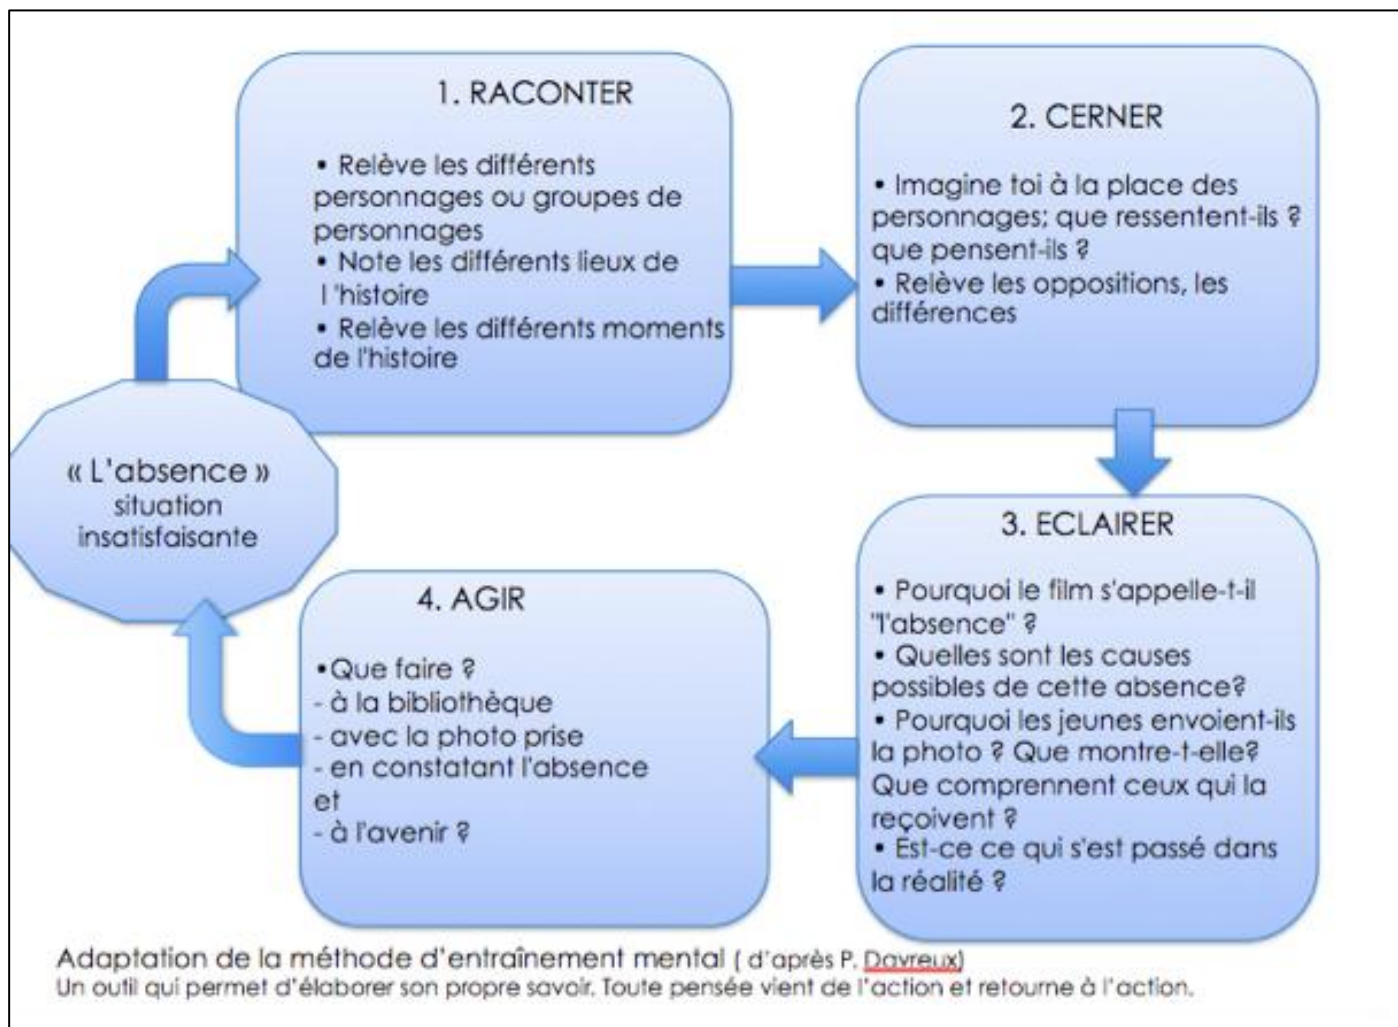 1. RACONTER
• Relève les différents
personnages ou groupes de
personnages
• Note les différents lieux de
l 'histoire
• Relève les différents moments
de l'histoire
2. CERNER
• Imagine toi à la place des
personnages; que ressentent-ils ?
que pensent-ils ?
• Relève les oppositions, les
différences
3. ECLAIRER
• Pourquoi le film s'appelle-t-il
"l'absence" ?
• Quelles sont les causes
possibles de cette absence?
• Pourquoi les jeunes envoient-ils
la photo ? Que montre-t-elle?
Que comprennent ceux qui la
reçoivent ?
• Est-ce ce qui s'est passé dans
la réalité ?
4. AGIR
•Que faire ?
- à la bibliothèque
- avec la photo prise
- en constatant l'absence
et
- à l'avenir ?
« L'absence »
situation
insatisfaisante
Adaptation de la méthode d'entraînement mental ( d'après P. Davreux)
Un outil qui permet d'élaborer son propre savoir. Toute pensée vient de l'action et retourne à l'action.